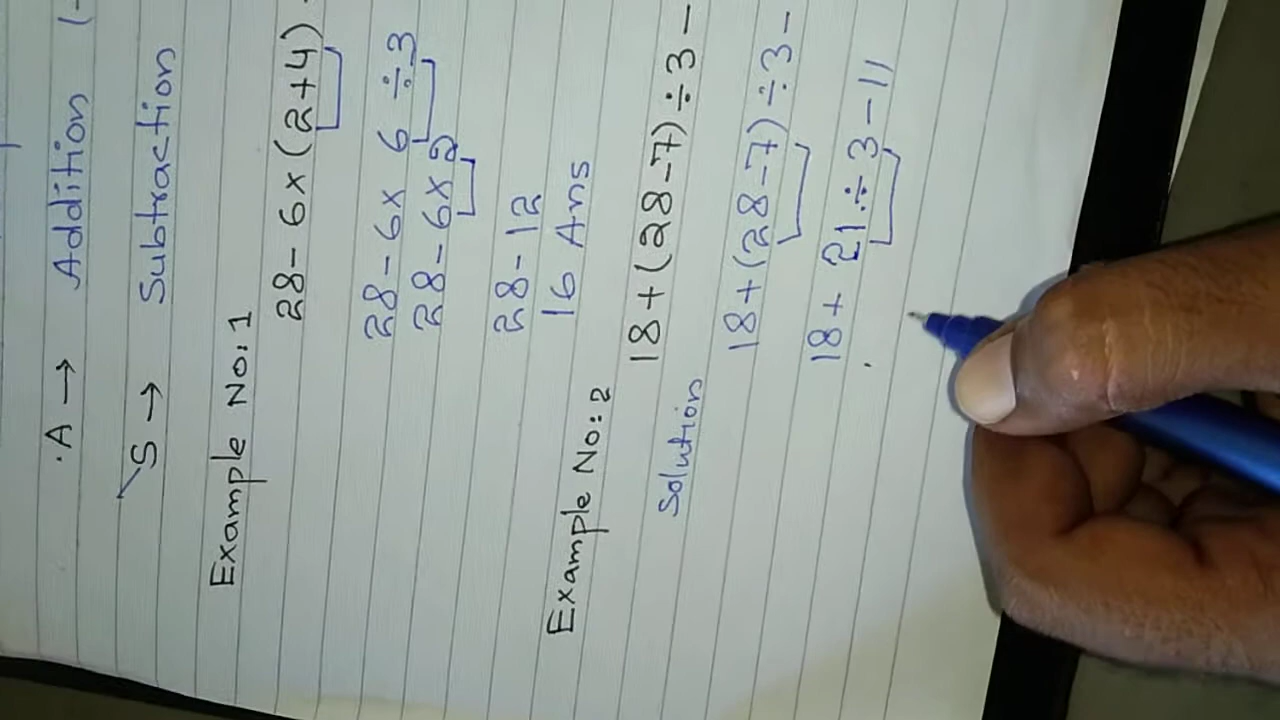 A → Addition
S → Subtraction
Example No: 1
28 - 6 × (2+4)
28 - 6 × 6 ÷ 3
28 - 6 × 2
28 - 12
16 Ans
Example No: 2
18 + (28 - 7) ÷ 3 -
Solution
18 + (28 - 7) ÷ 3 -
18 + 21 ÷ 3 - 11